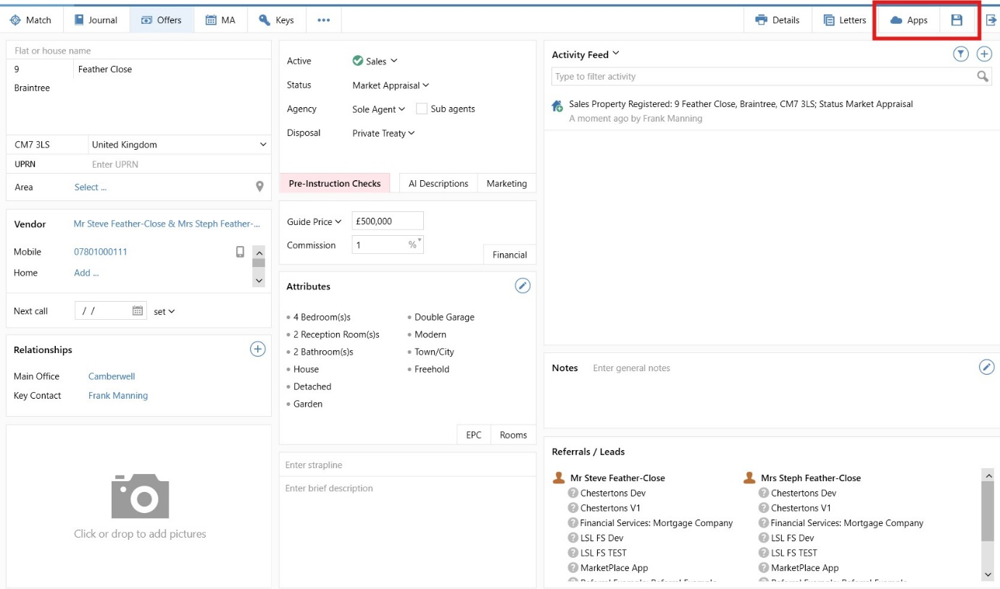 Match Journal Offers MA Keys ••• Details Letters Apps
Flat or house name
9 Feather Close
Braintree
CM7 3LS United Kingdom
UPRN Enter UPRN
Area Select ...
Vendor Mr Steve Feather-Close & Mrs Steph Feather-...
Mobile 07801000111
Home Add ...
Next call / / set
Relationships
Main Office Camberwell
Key Contact Frank Manning
Click or drop to add pictures
Active Sales
Status Market Appraisal
Agency Sole Agent Sub agents
Disposal Private Treaty
Pre-Instruction Checks AI Descriptions Marketing
Guide Price £500,000
Commission 1 %
Financial
Attributes
• 4 Bedroom(s)s
• 2 Reception Room(s)s
• 2 Bathroom(s)s
• House
• Detached
• Garden
• Double Garage
• Modern
• Town/City
• Freehold
EPC Rooms
Enter strapline
Enter brief description
Activity Feed
Type to filter activity
Sales Property Registered: 9 Feather Close, Braintree, CM7 3LS; Status Market Appraisal
A moment ago by Frank Manning
Notes Enter general notes
Referrals / Leads
Mr Steve Feather-Close
Chestertons Dev
Chestertons V1
Financial Services: Mortgage Company
LSL FS Dev
LSL FS TEST
MarketPlace App
Mrs Steph Feather-Close
Chestertons Dev
Chestertons V1
Financial Services: Mortgage Company
LSL FS Dev
LSL FS TEST
MarketPlace App